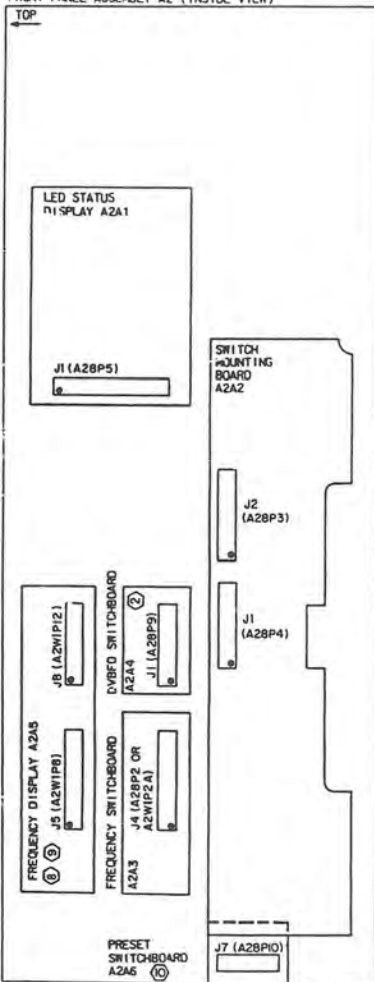 FRONT PANEL ASSEMBLY A2 (INSIDE VIEW)
TOP
LED STATUS
DISPLAY A2A1
J1 (A28P5)
SWITCH
MOUNTING
BOARD
A2A2
J2
(A28P3)
J1
(A28P4)
FREQUENCY DISPLAY A2A5
J8 (A2W1P12)
J5 (A2W1P8)
8 9
DVBFO SWITCHBOARD
A2A4
2
J1 (A28P9)
FREQUENCY SWITCHBOARD
A2A3
J4 (A28P2 OR
A2W1P2A)
PRESET
SWITCHBOARD
A2A6 10
J7 (A28P10)